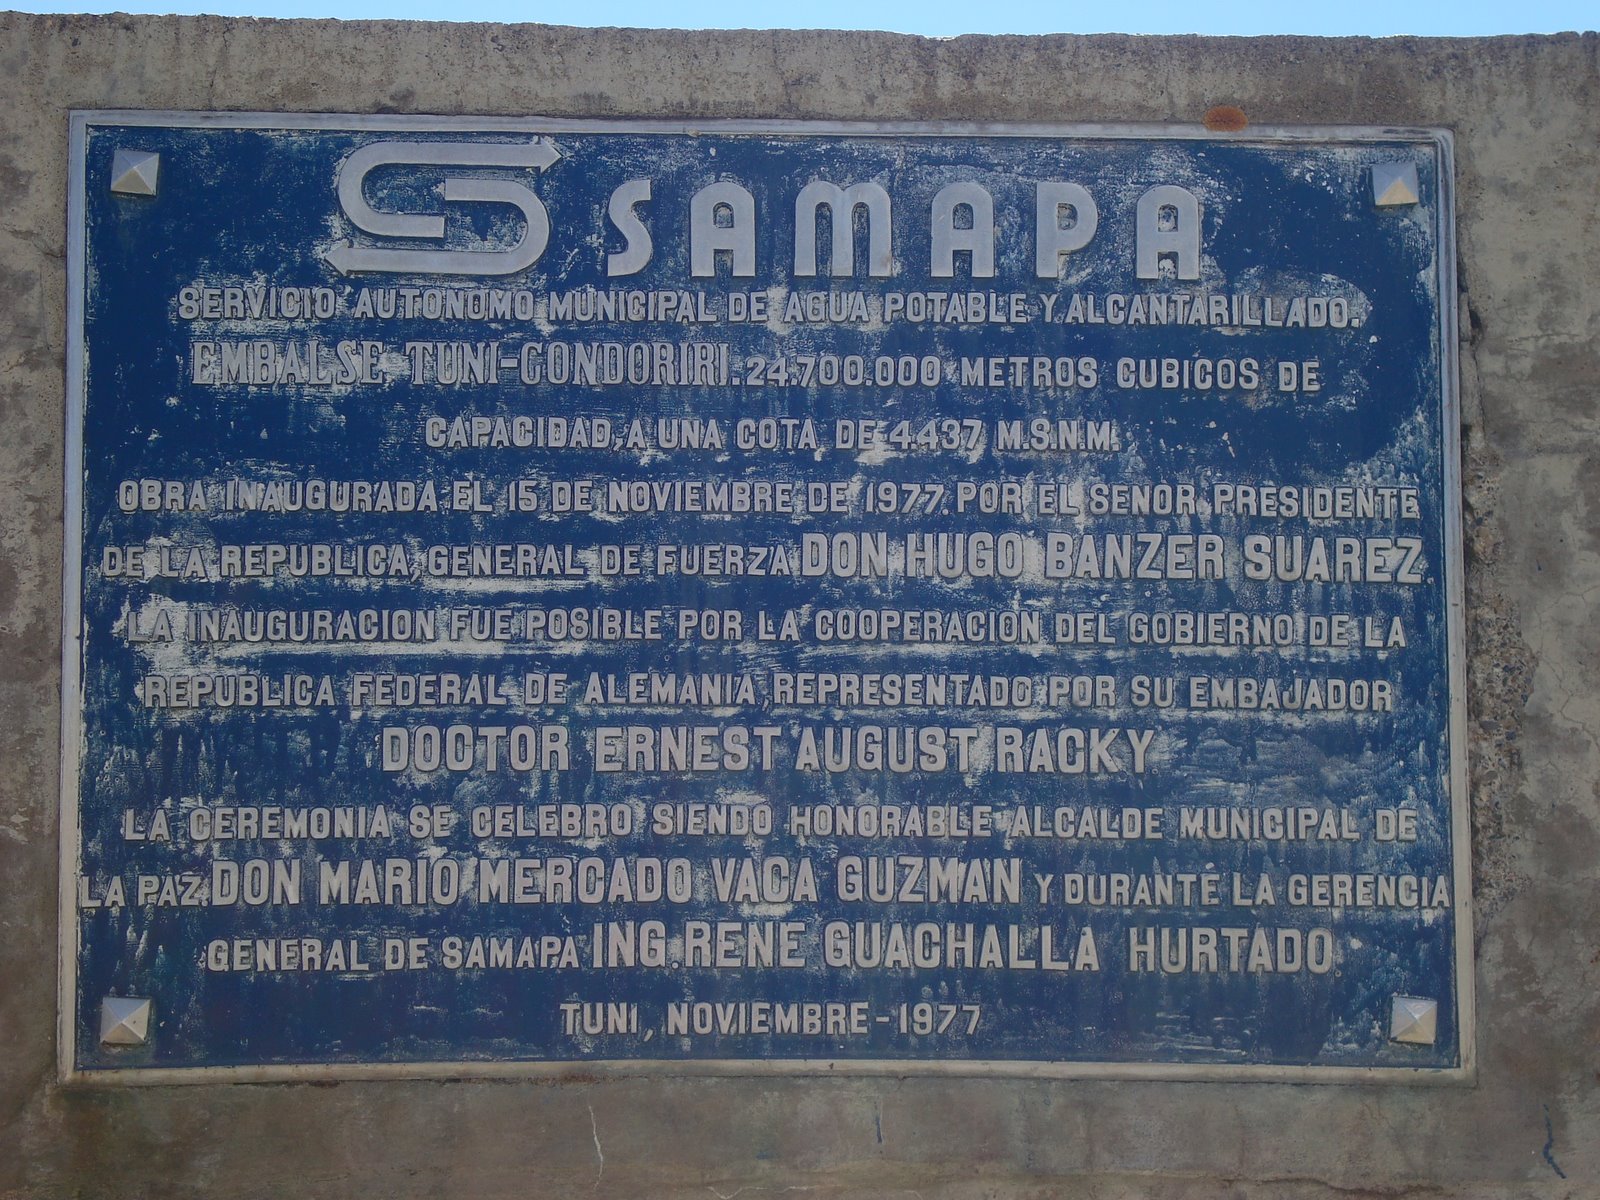 SAMAPA
SERVICIO AUTONOMO MUNICIPAL DE AGUA POTABLE Y ALCANTARILLADO.
EMBALSE TUNI-CONDORIRI. 24.700.000 METROS CUBICOS DE
CAPACIDAD, A UNA COTA DE 4.437 M.S.N.M.
OBRA INAUGURADA EL 15 DE NOVIEMBRE DE 1977. POR EL SENOR PRESIDENTE
DE LA REPUBLICA, GENERAL DE FUERZA DON HUGO BANZER SUAREZ
LA INAUGURACION FUE POSIBLE POR LA COOPERACION DEL GOBIERNO DE LA
REPUBLICA FEDERAL DE ALEMANIA, REPRESENTADO POR SU EMBAJADOR
DOCTOR ERNEST AUGUST RACKY
LA CEREMONIA SE CELEBRO SIENDO HONORABLE ALCALDE MUNICIPAL DE
LA PAZ. DON MARIO MERCADO VACA GUZMAN Y DURANTE LA GERENCIA
GENERAL DE SAMAPA ING. RENE GUACHALLA HURTADO
TUNI, NOVIEMBRE-1977